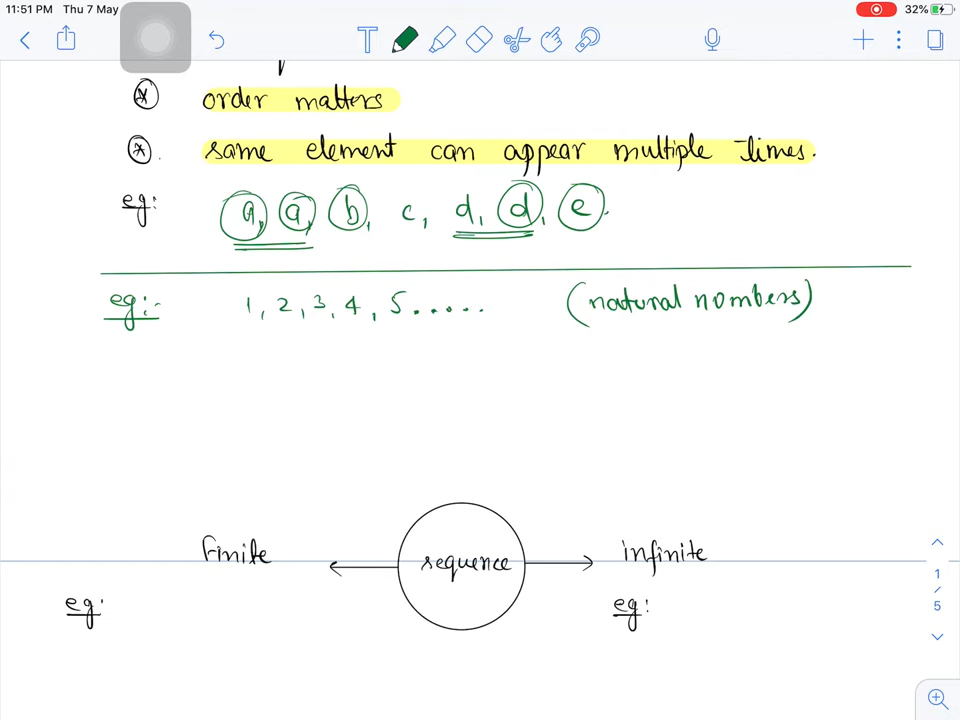 11:51 PM Thu 7 May 32%
T
order matters
same element can appear multiple times.
eg: a, a, b, c, d, d, e.
eg:- 1, 2, 3, 4, 5...... (natural numbers)
Finite sequence infinite
eg: eg:
1
/
5